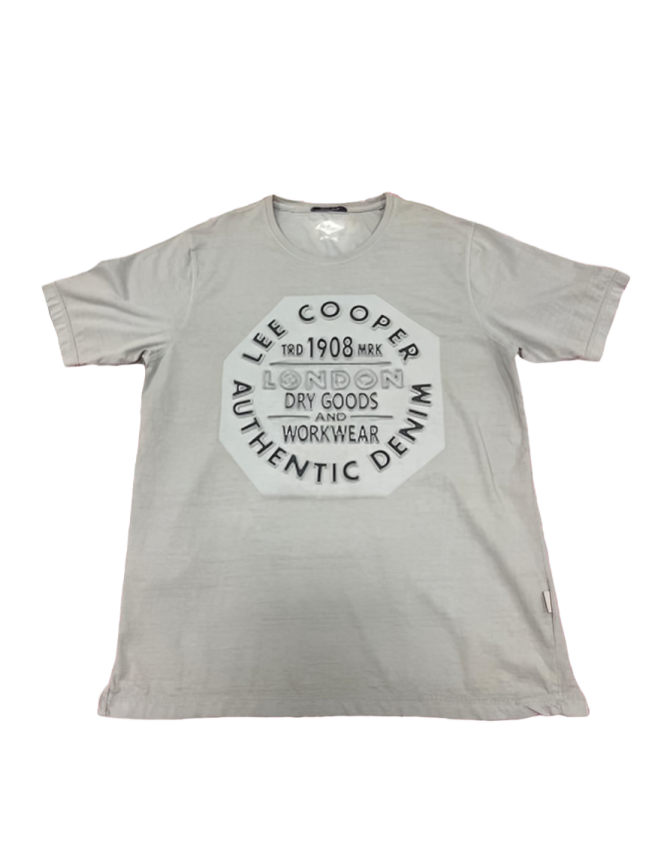 LEE COOPER
TRD 1908 MRK
LONDON
DRY GOODS
AND
WORKWEAR
AUTHENTIC DENIM